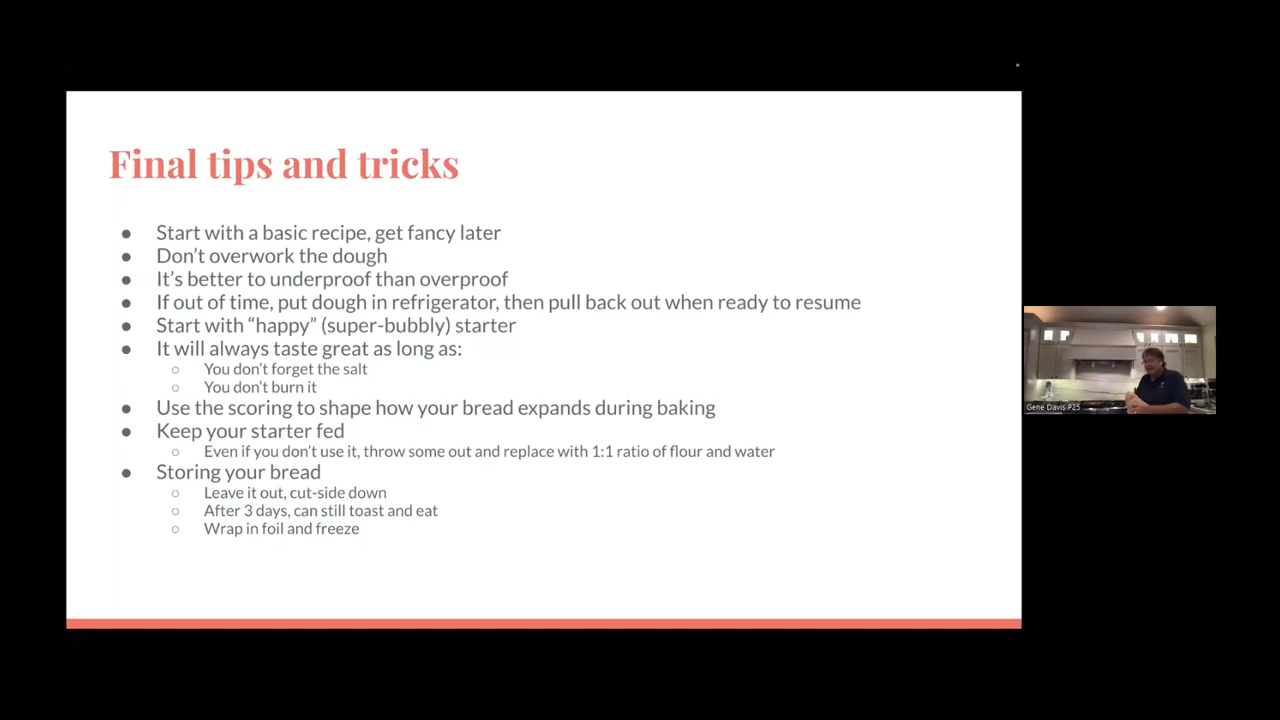 Final tips and tricks
● Start with a basic recipe, get fancy later
● Don’t overwork the dough
● It’s better to underproof than overproof
● If out of time, put dough in refrigerator, then pull back out when ready to resume
● Start with “happy” (super-bubbly) starter
● It will always taste great as long as:
○ You don’t forget the salt
○ You don’t burn it
● Use the scoring to shape how your bread expands during baking
● Keep your starter fed
○ Even if you don’t use it, throw some out and replace with 1:1 ratio of flour and water
● Storing your bread
○ Leave it out, cut-side down
○ After 3 days, can still toast and eat
○ Wrap in foil and freeze
Gene Davis P25